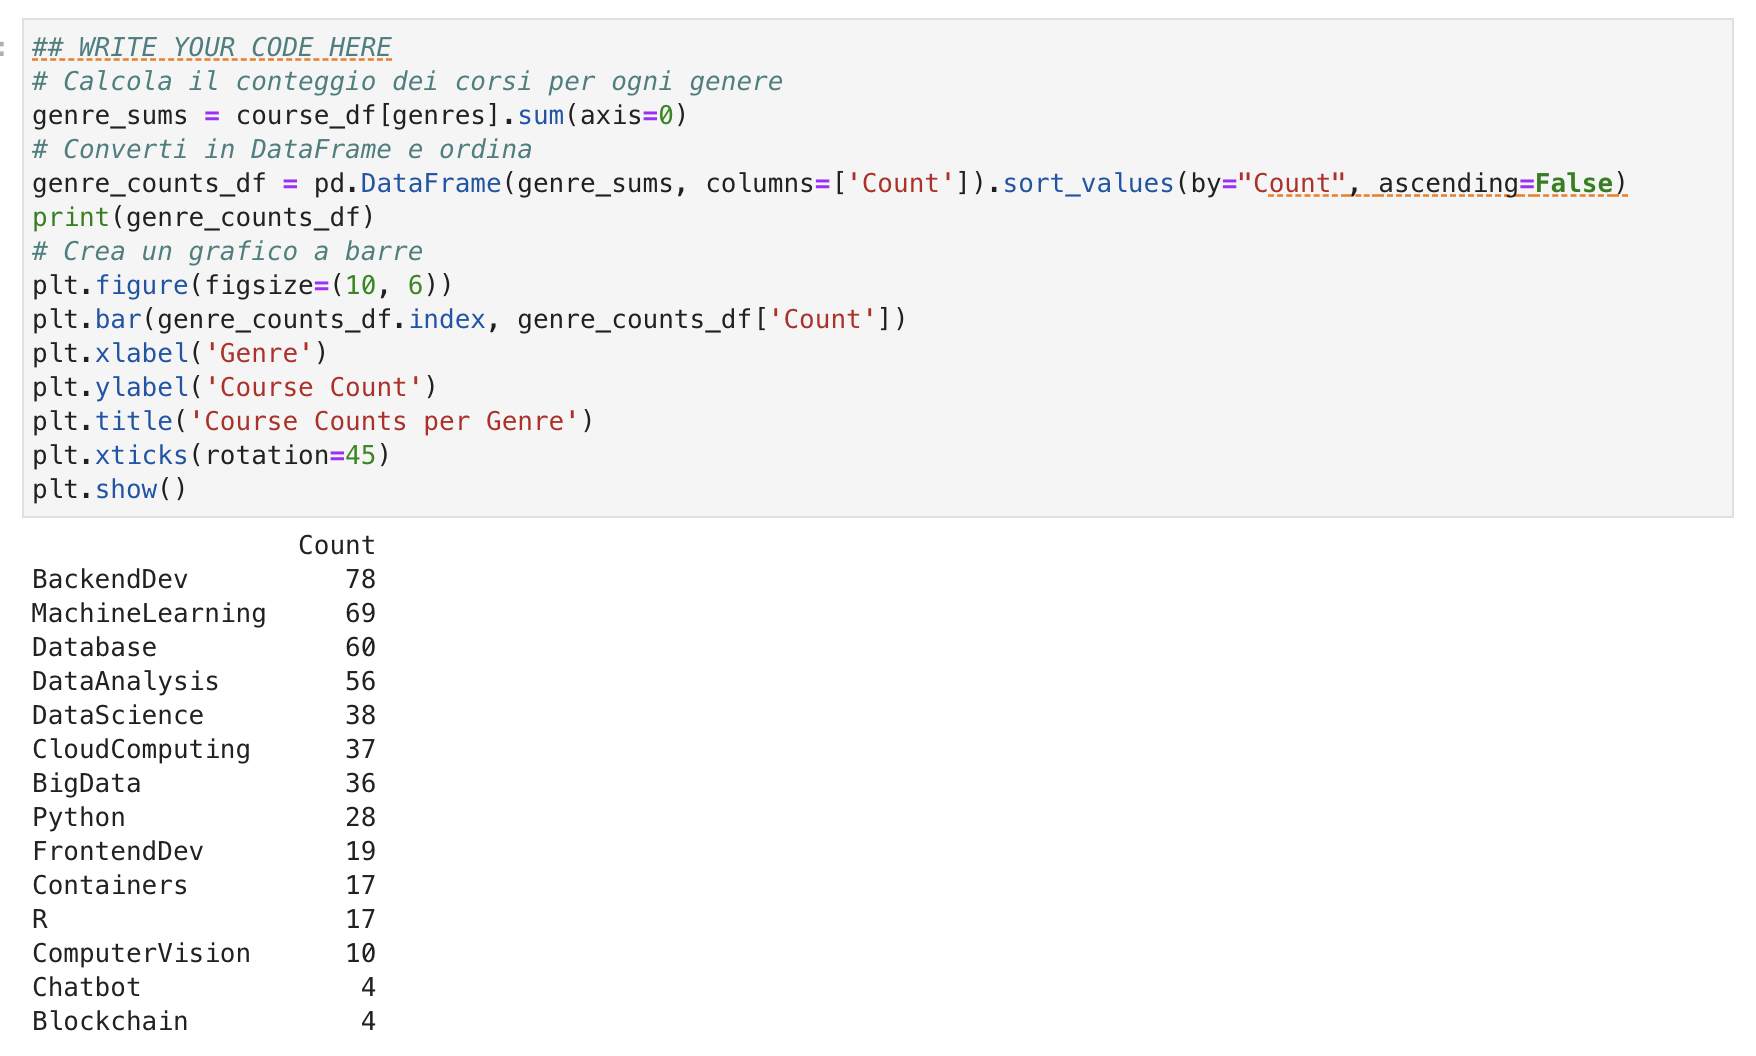 :
## WRITE YOUR CODE HERE
# Calcola il conteggio dei corsi per ogni genere
genre_sums = course_df[genres].sum(axis=0)
# Converti in DataFrame e ordina
genre_counts_df = pd.DataFrame(genre_sums, columns=['Count']).sort_values(by="Count", ascending=False)
print(genre_counts_df)
# Crea un grafico a barre
plt.figure(figsize=(10, 6))
plt.bar(genre_counts_df.index, genre_counts_df['Count'])
plt.xlabel('Genre')
plt.ylabel('Course Count')
plt.title('Course Counts per Genre')
plt.xticks(rotation=45)
plt.show()
Count
BackendDev 78
MachineLearning 69
Database 60
DataAnalysis 56
DataScience 38
CloudComputing 37
BigData 36
Python 28
FrontendDev 19
Containers 17
R 17
ComputerVision 10
Chatbot 4
Blockchain 4